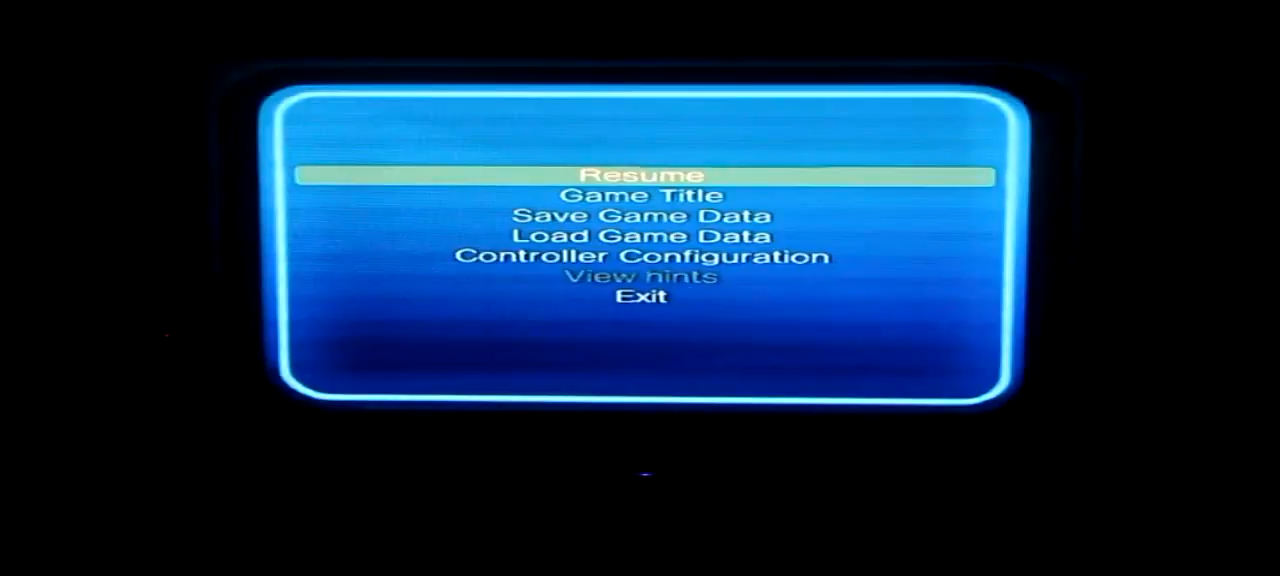 Resume
Game Title
Save Game Data
Load Game Data
Controller Configuration
View hints
Exit